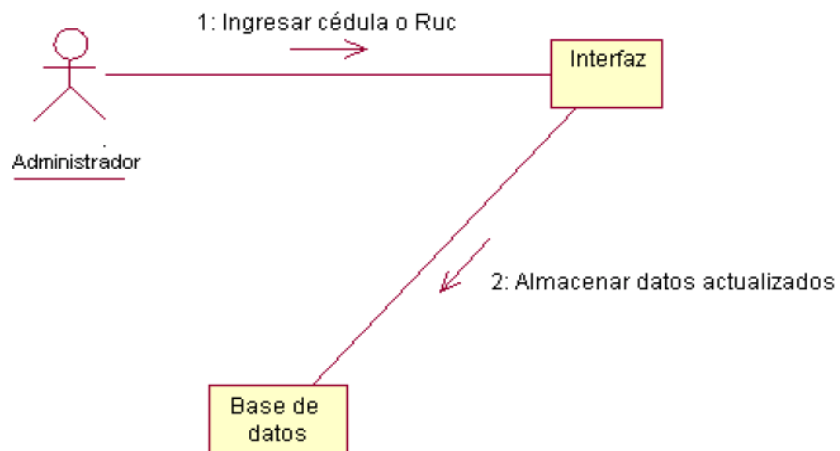 1: Ingresar cédula o Ruc
Interfaz
Administrador
2: Almacenar datos actualizados
Base de
datos